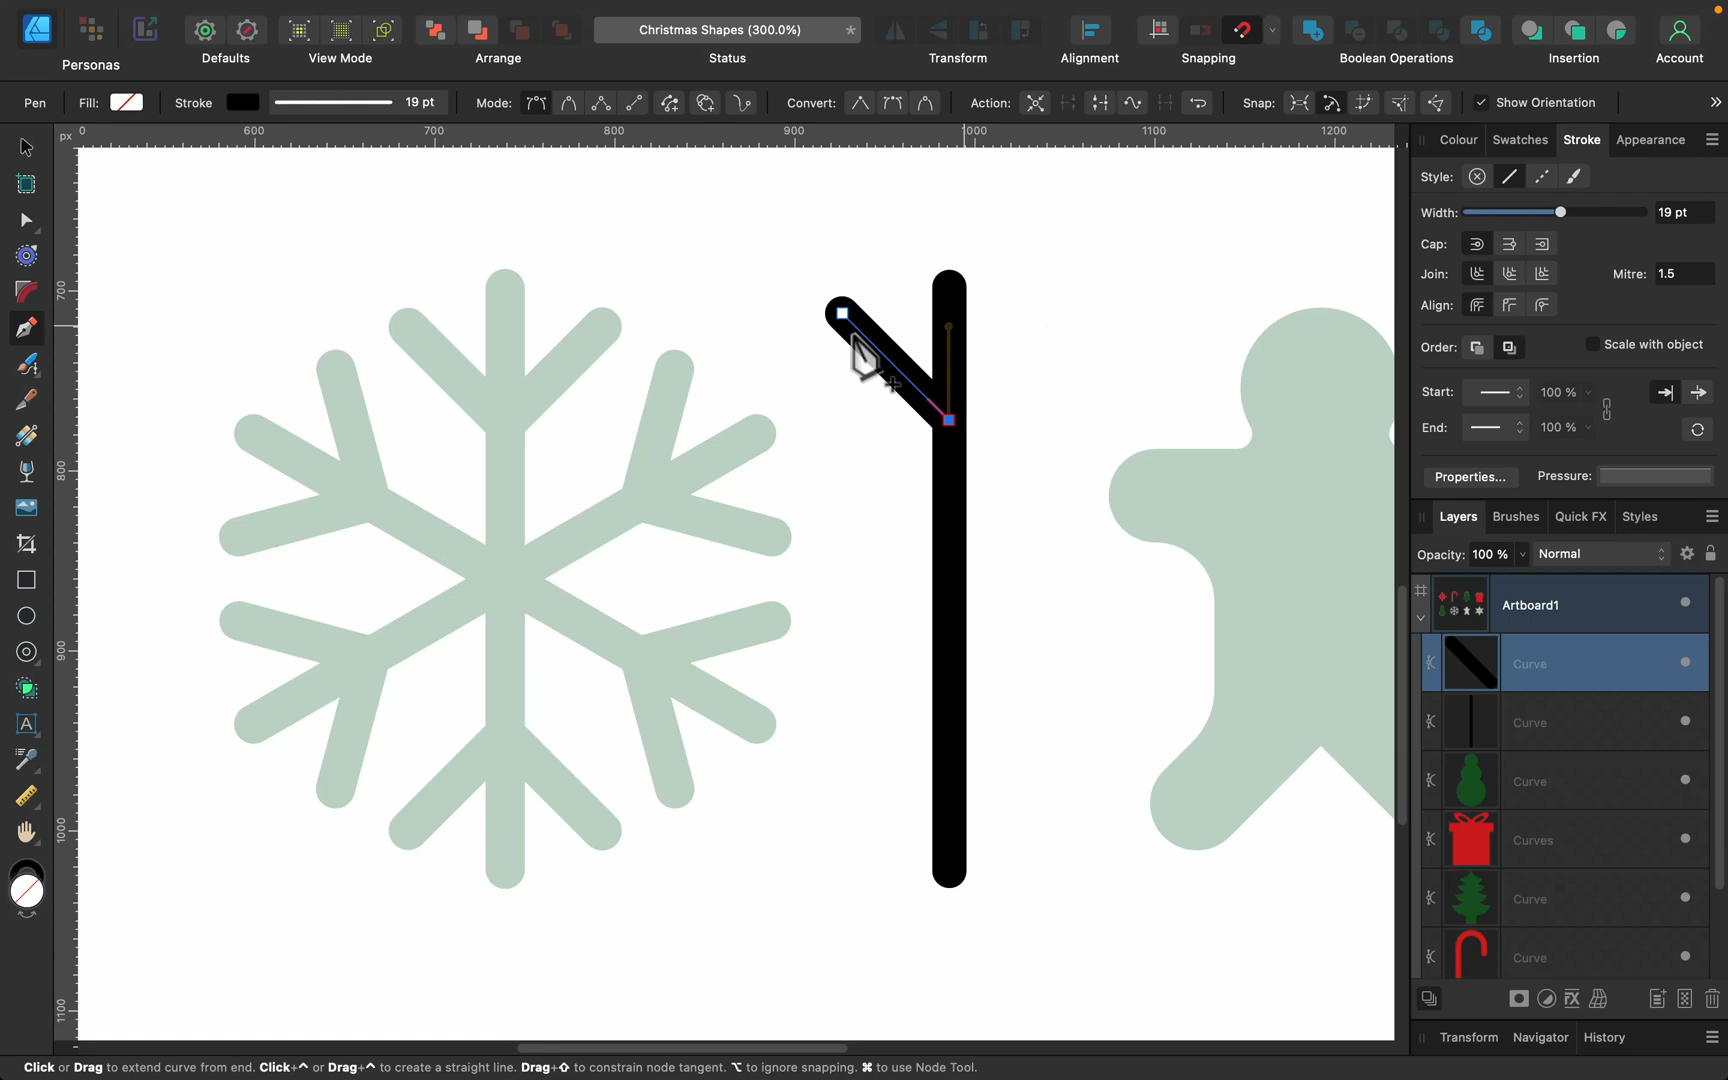 Personas
Defaults
View Mode
Arrange
Christmas Shapes (300.0%)
*
Status
Transform
Alignment
Snapping
Boolean Operations
Insertion
Account
Pen
Fill:
Stroke
19 pt
Mode:
Convert:
Action:
Snap:
Show Orientation
px
0
600
700
800
900
1000
1100
1200
700
800
900
1000
1100
Colour
Swatches
Stroke
Appearance
Style:
Width:
19 pt
Cap:
Join:
Mitre:
1.5
Align:
Order:
Scale with object
Start:
100 %
End:
100 %
Properties...
Pressure:
Layers
Brushes
Quick FX
Styles
Opacity:
100 %
Normal
Artboard1
Curve
Curve
Curve
Curves
Curve
Curve
Transform
Navigator
History
Click or Drag to extend curve from end. Click+⌃ or Drag+⌃ to create a straight line. Drag+⇧ to constrain node tangent. ⌥ to ignore snapping. ⌘ to use Node Tool.